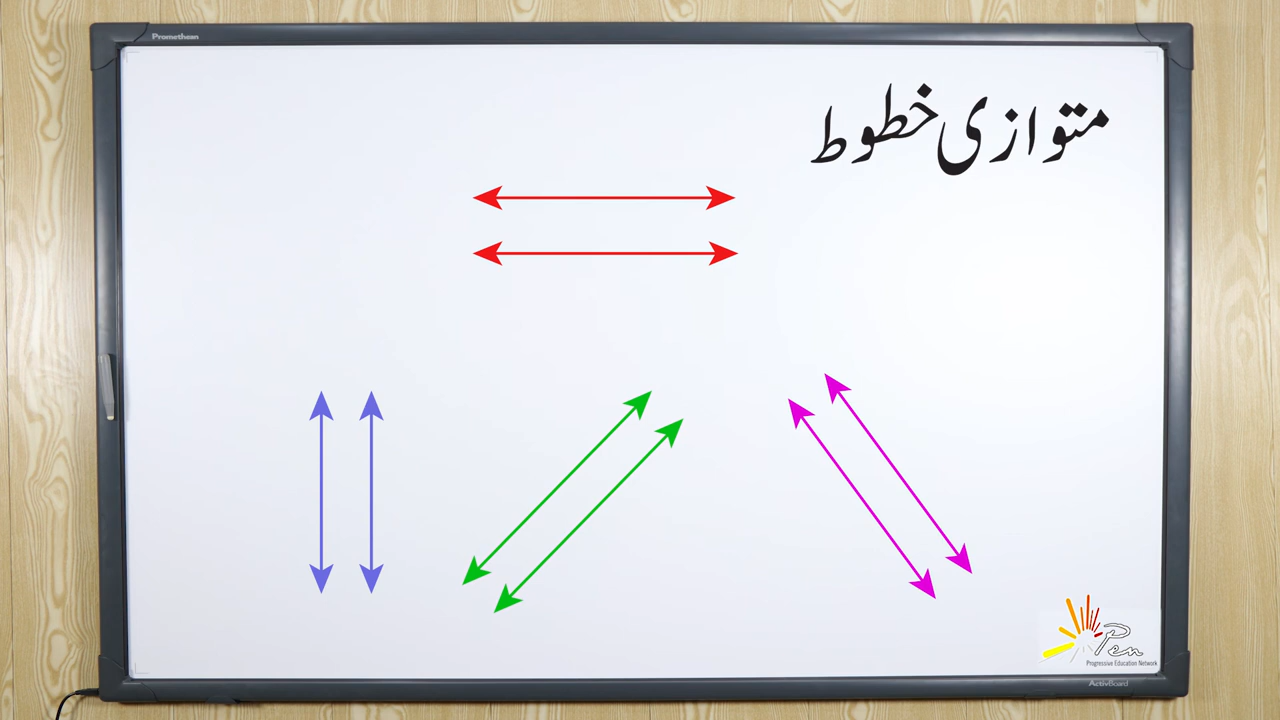 Promethean
متوازی خطوط
Pen
Progressive Education Network
ActivBoard